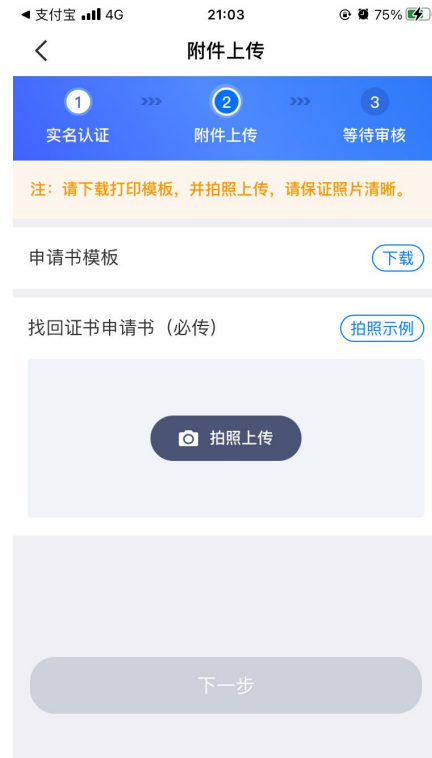 ◀支付宝 4G 21:03 75%
附件上传
1 >>> 2 >>> 3
实名认证 附件上传 等待审核
注：请下载打印模板，并拍照上传，请保证照片清晰。
申请书模板 下载
找回证书申请书（必传） 拍照示例
拍照上传
下一步